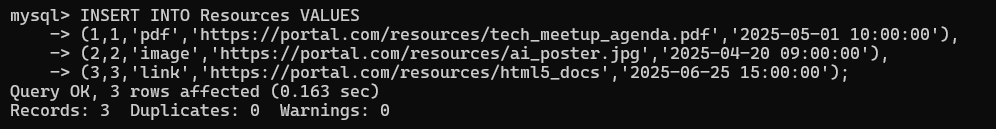 mysql> INSERT INTO Resources VALUES
    -> (1,1,'pdf','https://portal.com/resources/tech_meetup_agenda.pdf','2025-05-01 10:00:00'),
    -> (2,2,'image','https://portal.com/resources/ai_poster.jpg','2025-04-20 09:00:00'),
    -> (3,3,'link','https://portal.com/resources/html5_docs','2025-06-25 15:00:00');
Query OK, 3 rows affected (0.163 sec)
Records: 3  Duplicates: 0  Warnings: 0